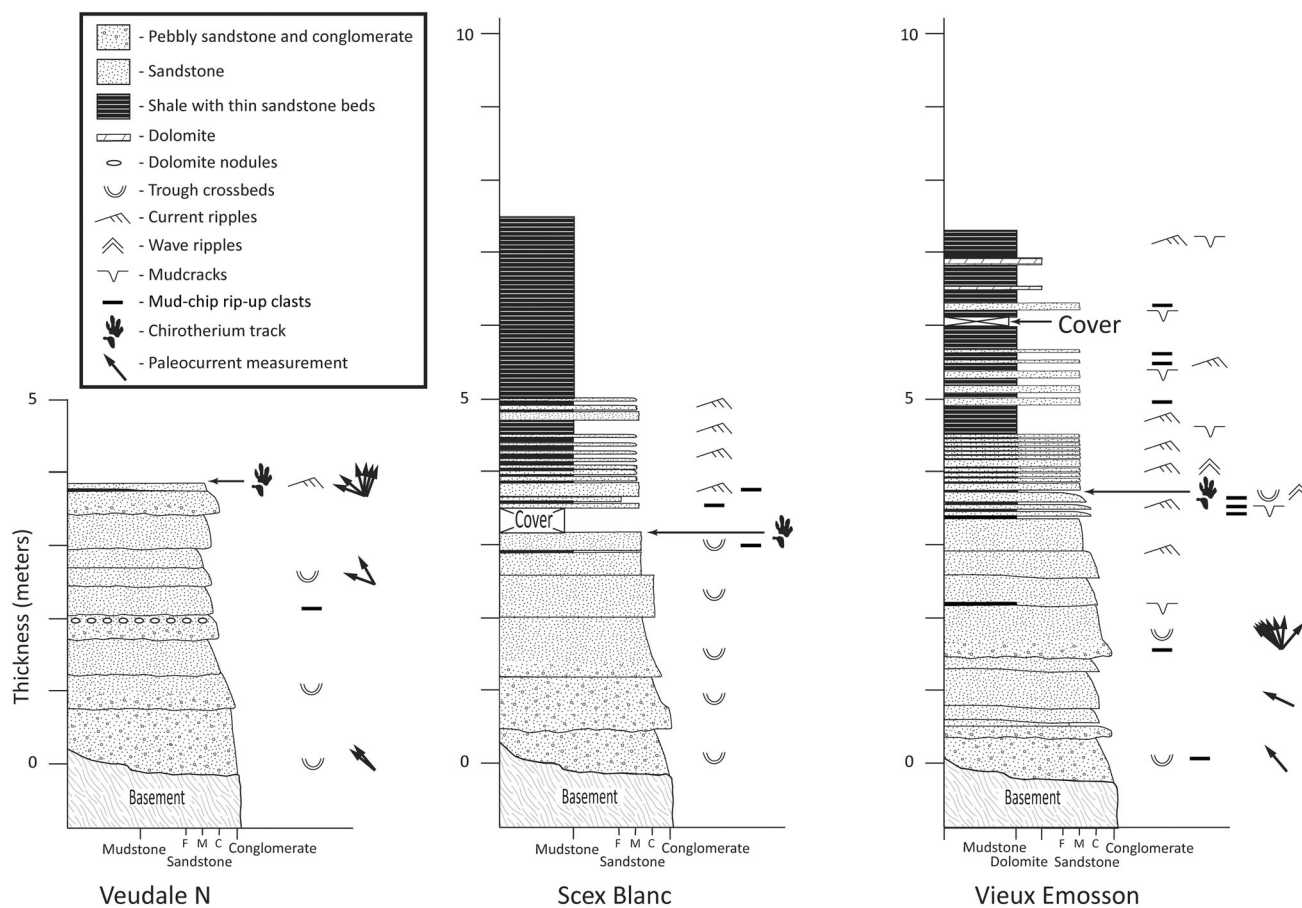 - Pebbly sandstone and conglomerate
- Sandstone
- Shale with thin sandstone beds
- Dolomite
- Dolomite nodules
- Trough crossbeds
- Current ripples
- Wave ripples
- Mudcracks
- Mud-chip rip-up clasts
- Chirotherium track
- Paleocurrent measurement
Thickness (meters)
5
0
Basement
F M C
Mudstone Conglomerate
Sandstone
Veudale N
10
5
0
Cover
Basement
F M C
Mudstone Conglomerate
Sandstone
Scex Blanc
10
5
0
Cover
Basement
F M C
Mudstone Conglomerate
Dolomite Sandstone
Vieux Emosson